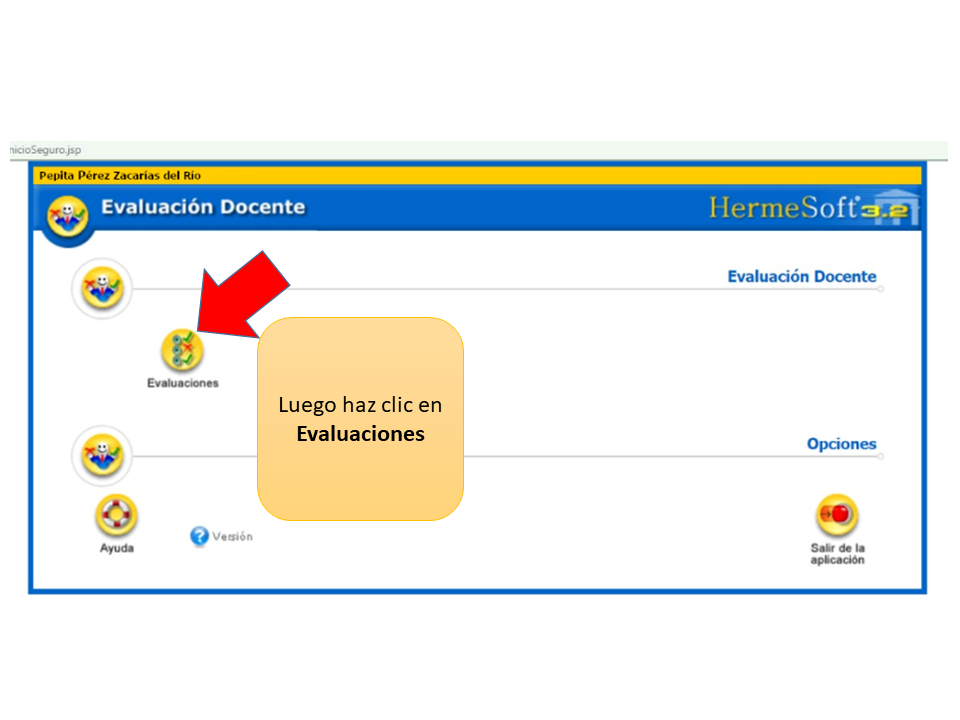 nicioSeguro.jsp
Pepita Pérez Zacarías del Río
Evaluación Docente
HermeSoft 3.2
Evaluación Docente
Evaluaciones
Luego haz clic en
Evaluaciones
Opciones
Ayuda
Versión
Salir de la
aplicación